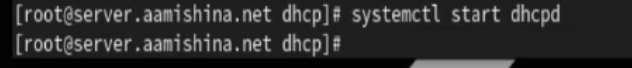 [root@server.aamishina.net dhcp]# systemctl start dhcpd
[root@server.aamishina.net dhcp]#